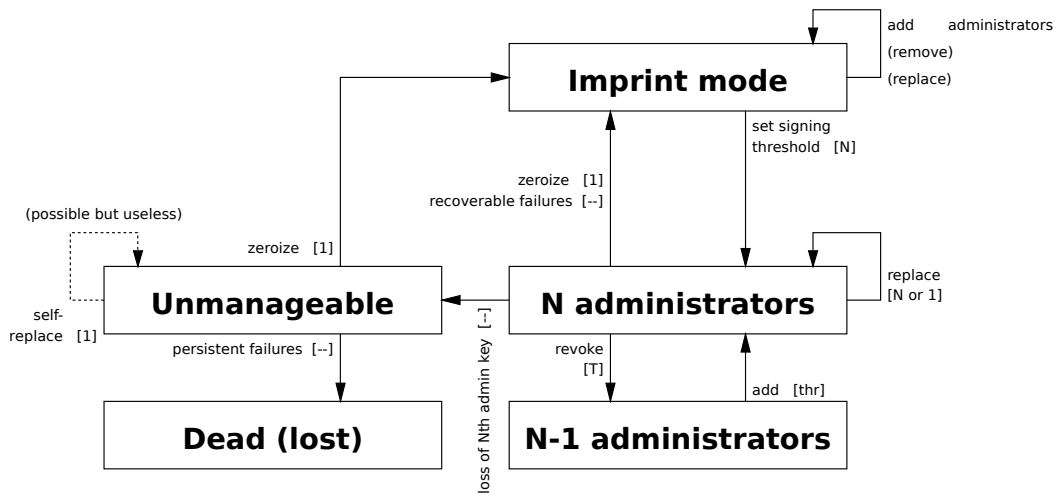 add administrators
(remove)
(replace)
Imprint mode
set signing
threshold [N]
zeroize [1]
recoverable failures [--]
(possible but useless)
zeroize [1]
Unmanageable
N administrators
replace
[N or 1]
self-
replace [1]
persistent failures [--]
loss of Nth admin key [--]
revoke
[T]
add [thr]
Dead (lost)
N-1 administrators